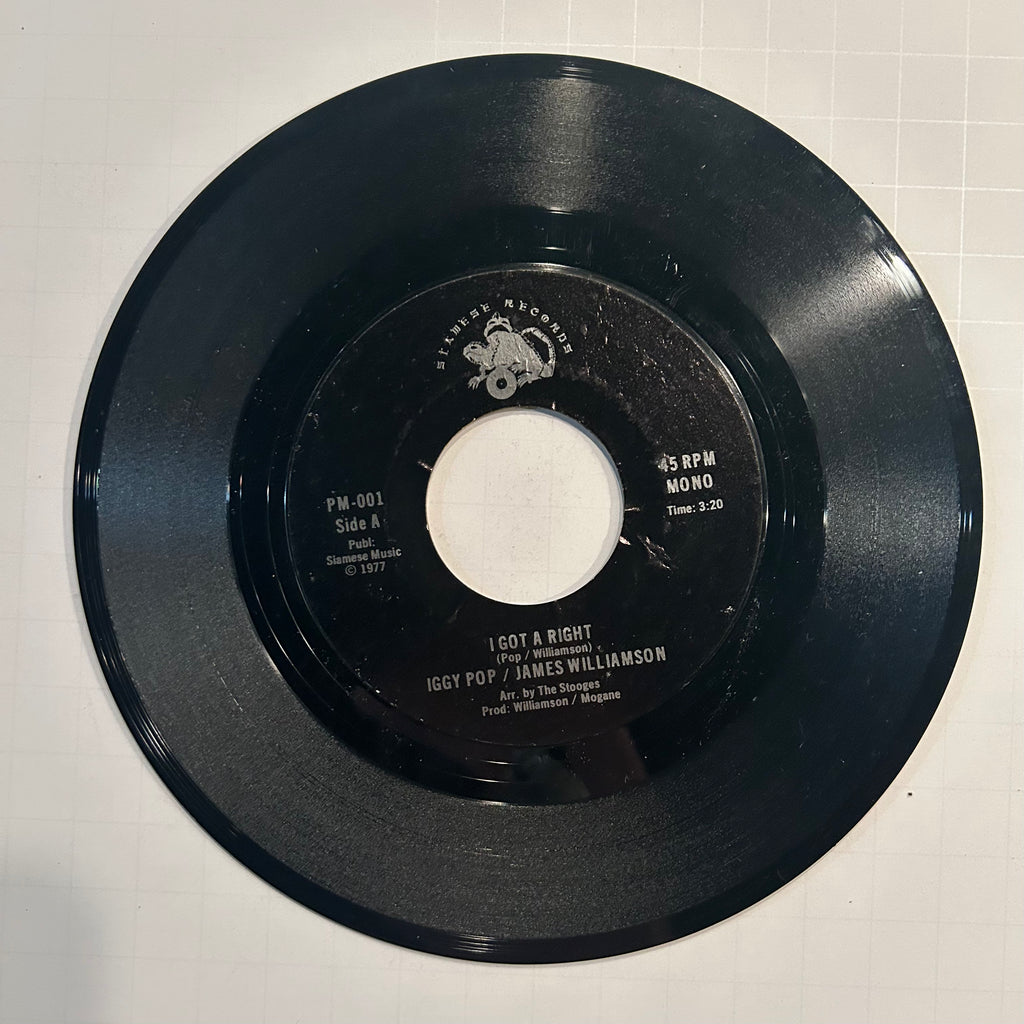 SIAMESE RECORDS
PM-001
Side A
Publ:
Siamese Music
© 1977
45 RPM
MONO
Time: 3:20
I GOT A RIGHT
(Pop / Williamson)
IGGY POP / JAMES WILLIAMSON
Arr. by The Stooges
Prod: Williamson / Mogane